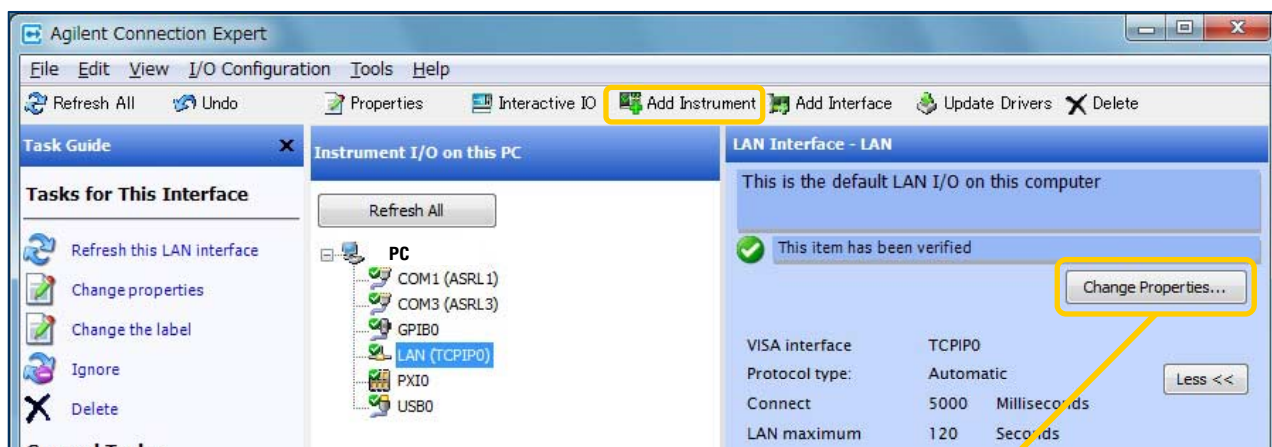 Agilent Connection Expert
File Edit View I/O Configuration Tools Help
Refresh All Undo Properties Interactive IO Add Instrument Add Interface Update Drivers Delete
Task Guide
Tasks for This Interface
Refresh this LAN interface
Change properties
Change the label
Ignore
Delete
Instrument I/O on this PC
Refresh All
PC
COM1 (ASRL1)
COM3 (ASRL3)
GPIB0
LAN (TCPIP0)
PXI0
USB0
LAN Interface - LAN
This is the default LAN I/O on this computer
This item has been verified
Change Properties...
VISA interface TCPIP0
Protocol type: Automatic
Less <<
Connect 5000 Milliseconds
LAN maximum 120 Seconds